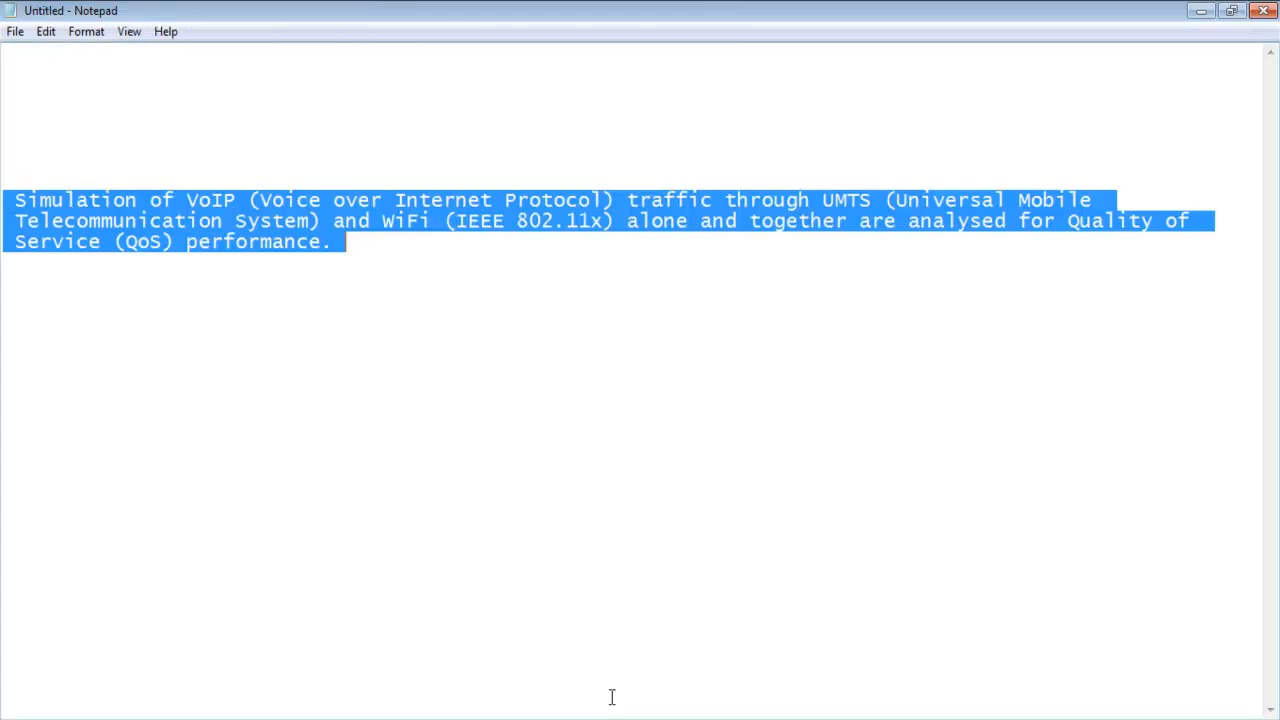 Untitled - Notepad
File Edit Format View Help
Simulation of VoIP (Voice over Internet Protocol) traffic through UMTS (Universal Mobile
Telecommunication System) and WiFi (IEEE 802.11x) alone and together are analysed for Quality of
Service (QoS) performance.